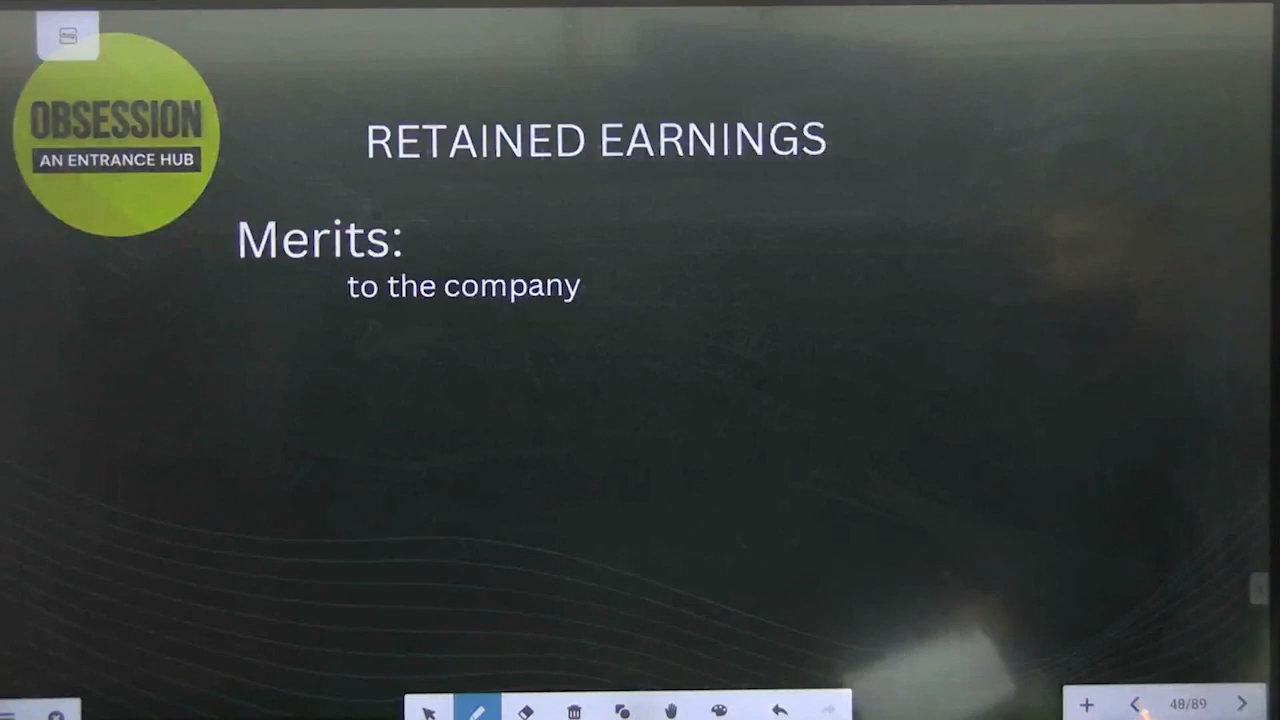 OBSESSION
AN ENTRANCE HUB
RETAINED EARNINGS
Merits:
to the company
48/89